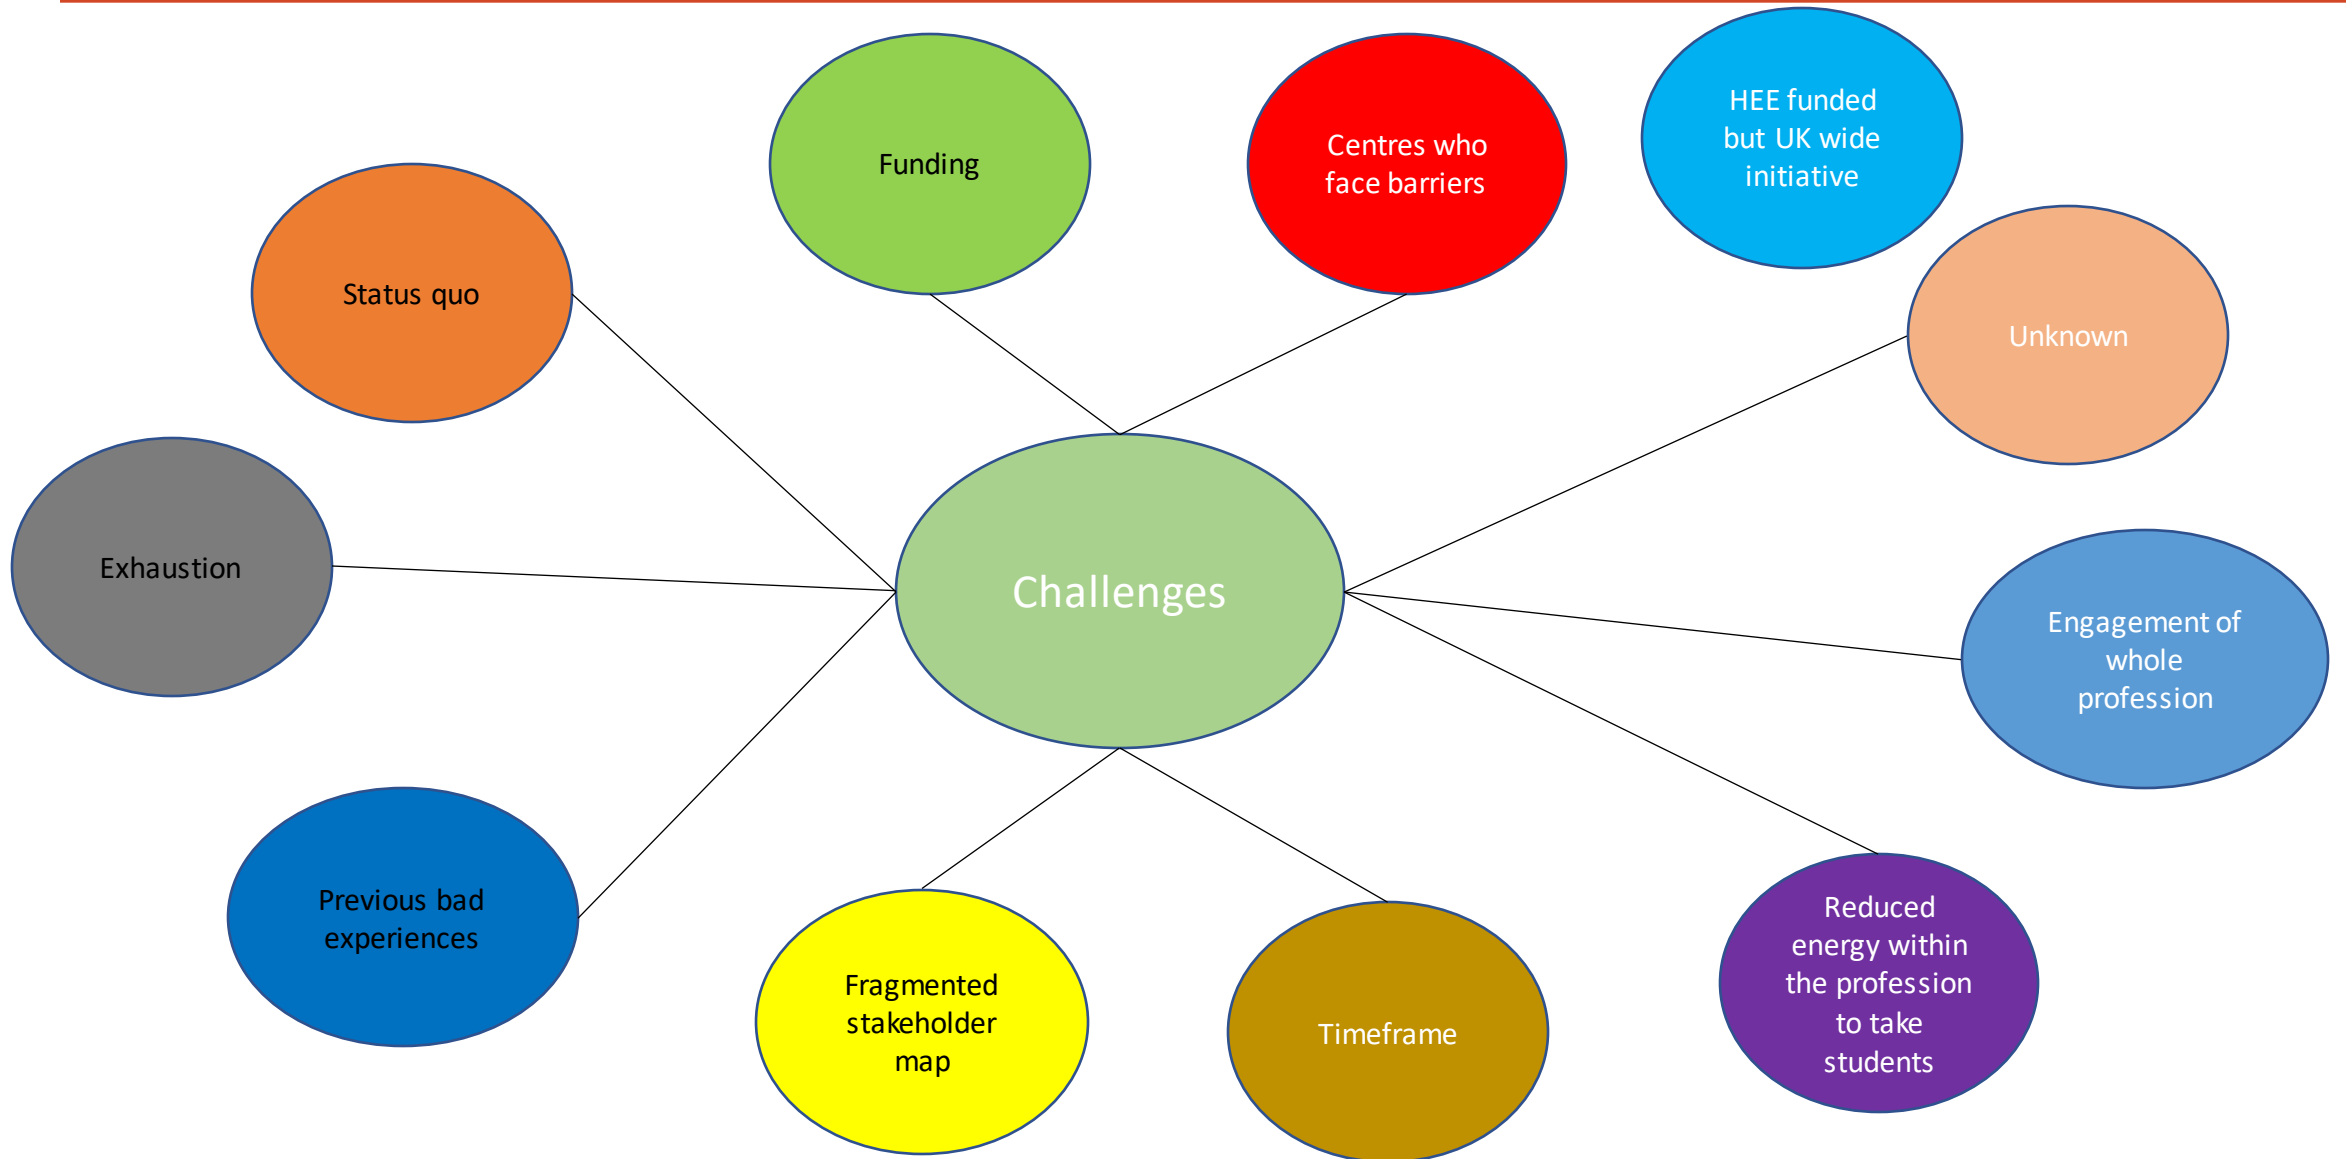 Funding
Centres who
face barriers
HEE funded
but UK wide
initiative
Status quo
Unknown
Exhaustion
Challenges
Engagement of
whole
profession
Previous bad
experiences
Fragmented
stakeholder
map
Timeframe
Reduced
energy within
the profession
to take
students